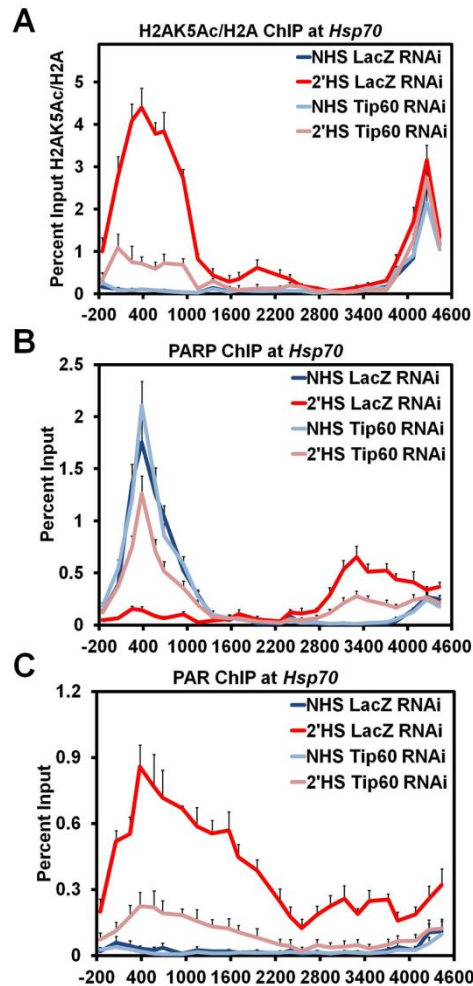 A
H2AK5Ac/H2A ChIP at Hsp70
NHS LacZ RNAi
2'HS LacZ RNAi
NHS Tip60 RNAi
2'HS Tip60 RNAi
Percent Input H2AK5Ac/H2A
5
4
3
2
1
0
-200 400 1000 1600 2200 2800 3400 4000 4600
B
PARP ChIP at Hsp70
NHS LacZ RNAi
2'HS LacZ RNAi
NHS Tip60 RNAi
2'HS Tip60 RNAi
Percent Input
2.5
2
1.5
1
0.5
0
-200 400 1000 1600 2200 2800 3400 4000 4600
C
PAR ChIP at Hsp70
NHS LacZ RNAi
2'HS LacZ RNAi
NHS Tip60 RNAi
2'HS Tip60 RNAi
Percent Input
1.2
0.9
0.6
0.3
0
-200 400 1000 1600 2200 2800 3400 4000 4600